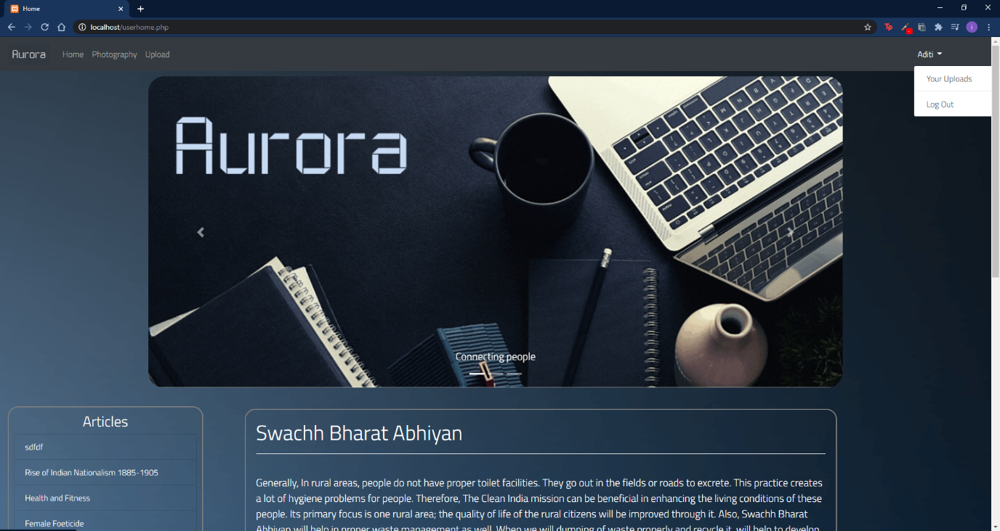 Home
localhost/userhome.php
Aurora Home Photography Upload Aditi
Your Uploads
Log Out
Aurora
Connecting people
Articles
sdfdf
Rise of Indian Nationalism 1885-1905
Health and Fitness
Female Foeticide
Swachh Bharat Abhiyan
Generally, In rural areas, people do not have proper toilet facilities. They go out in the fields or roads to excrete. This practice creates
a lot of hygiene problems for people. Therefore, The Clean India mission can be beneficial in enhancing the living conditions of these
people. Its primary focus is one rural area; the quality of life of the rural citizens will be improved through it. Also, Swachh Bharat
Abhiyan will help in proper waste management as well. When we will dumping of waste properly and recycle it, will help to develop